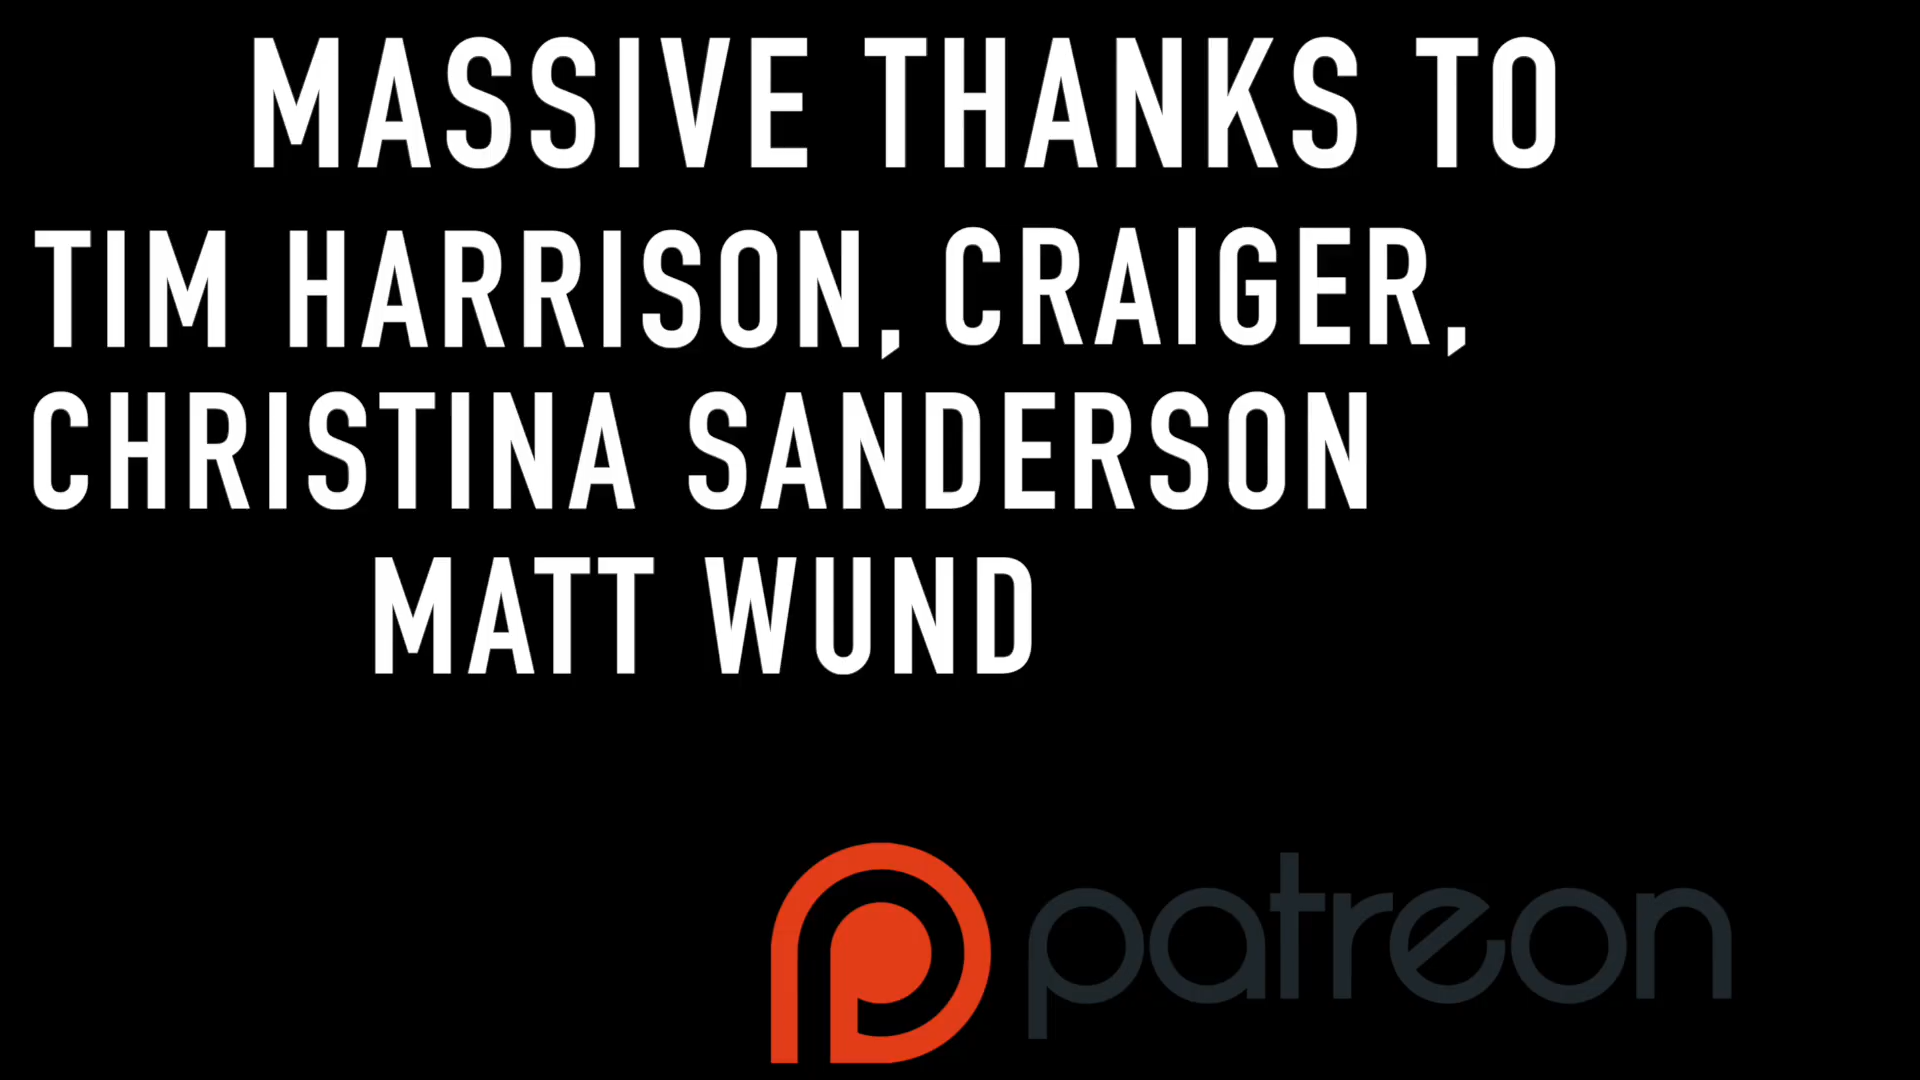 MASSIVE THANKS TO
TIM HARRISON, CRAIGER,
CHRISTINA SANDERSON
MATT WUND
patreon